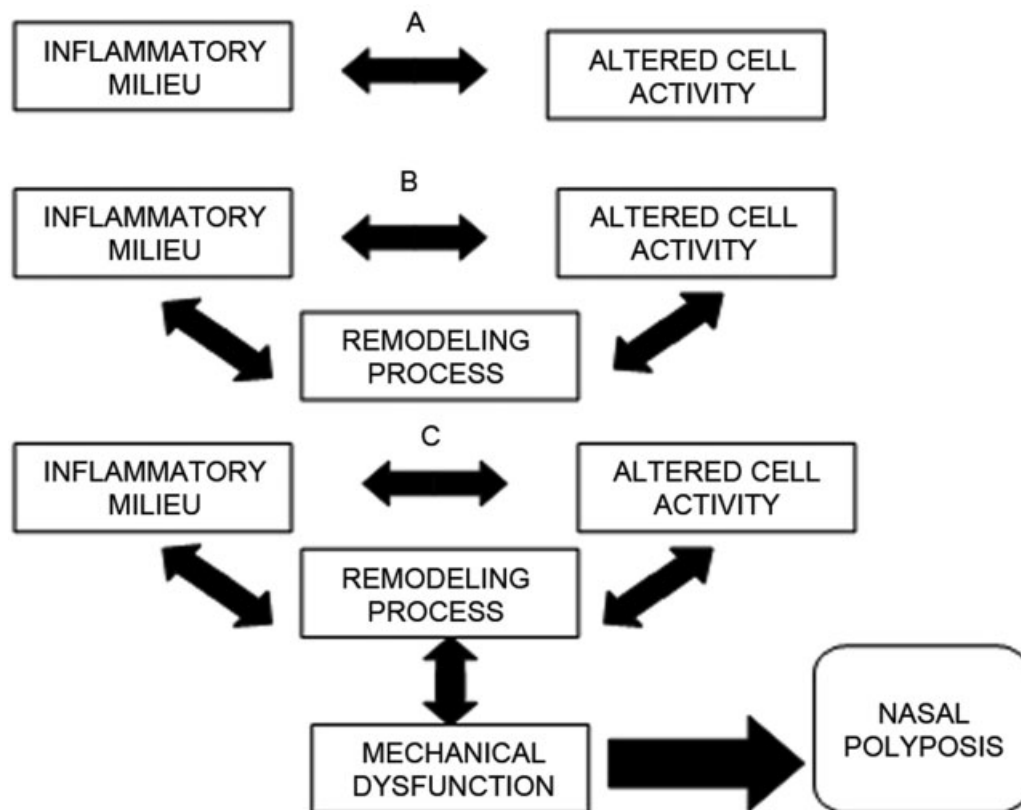 A
INFLAMMATORY
MILIEU
ALTERED CELL
ACTIVITY
B
INFLAMMATORY
MILIEU
ALTERED CELL
ACTIVITY
REMODELING
PROCESS
C
INFLAMMATORY
MILIEU
ALTERED CELL
ACTIVITY
REMODELING
PROCESS
MECHANICAL
DYSFUNCTION
NASAL
POLYPOSIS